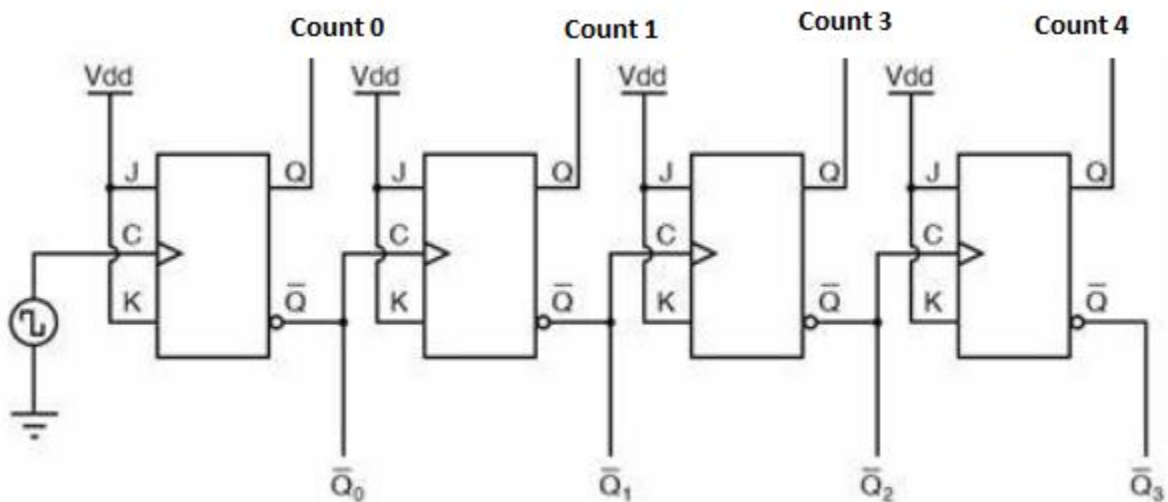 Count 0 Count 1 Count 3 Count 4
Vdd Vdd Vdd Vdd
J Q J Q J Q J Q
C C C C
K Q̅ K Q̅ K Q̅ K Q̅
Q̅₀ Q̅₁ Q̅₂ Q̅₃